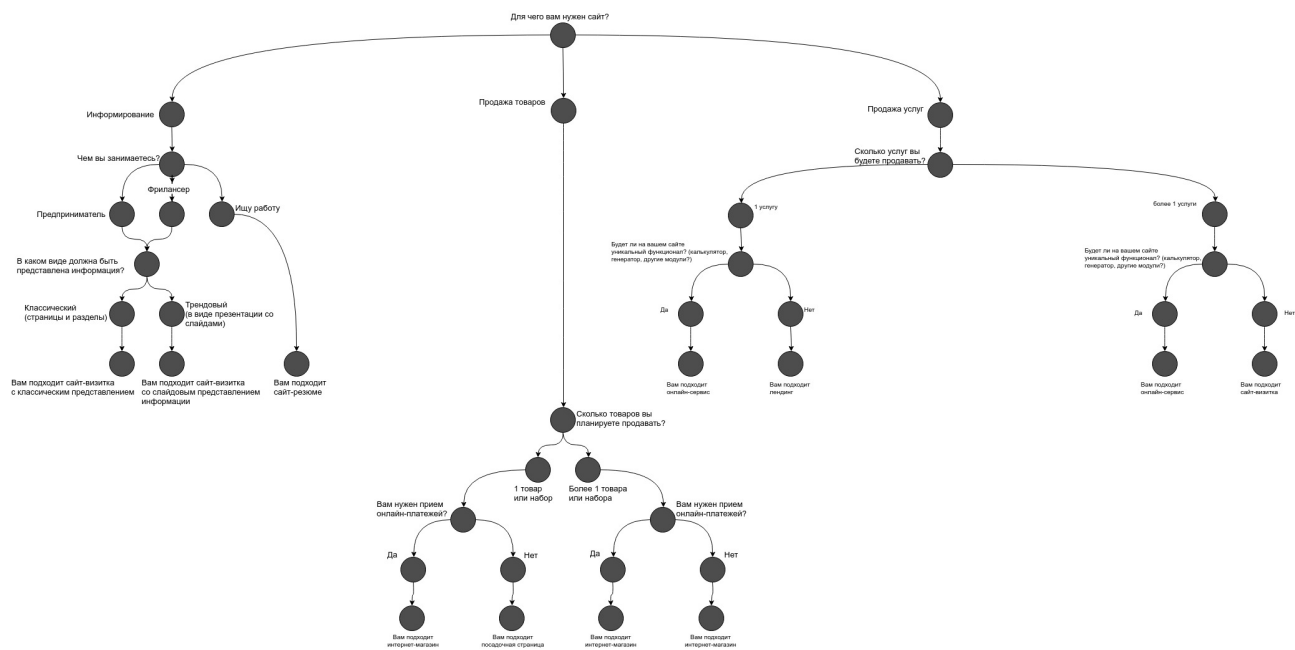 Для чего вам нужен сайт?
Информирование
Продажа товаров
Продажа услуг
Чем вы занимаетесь?
Сколько услуг вы
будете продавать?
Предприниматель
Фрилансер
Ищу работу
1 услугу
более 1 услуги
В каком виде должна быть
представлена информация?
Будет ли на вашем сайте
уникальный функционал? (калькулятор,
генератор, другие модули?)
Будет ли на вашем сайте
уникальный функционал? (калькулятор,
генератор, другие модули?)
Классический
(страницы и разделы)
Трендовый
(в виде презентации со
слайдами)
Да
Нет
Да
Нет
Вам подходит сайт-визитка
с классическим представлением
Вам подходит сайт-визитка
со слайдовым представлением
информации
Вам подходит
сайт-резюме
Вам подходит
онлайн-сервис
Вам подходит
лендинг
Вам подходит
онлайн-сервис
Вам подходит
сайт-визитка
Сколько товаров вы
планируете продавать?
1 товар
или набор
Более 1 товара
или набора
Вам нужен прием
онлайн-платежей?
Вам нужен прием
онлайн-платежей?
Да
Нет
Да
Нет
Вам подходит
интернет-магазин
Вам подходит
посадочная страница
Вам подходит
интернет-магазин
Вам подходит
интернет-магазин